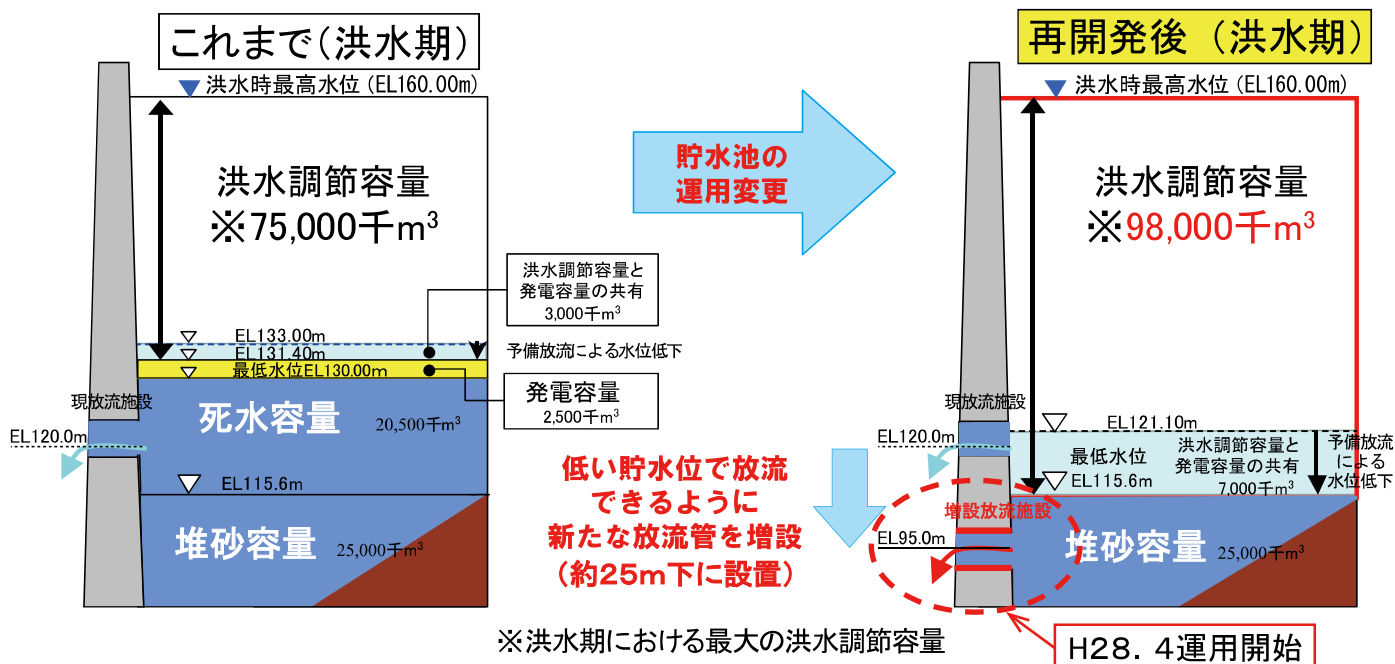 これまで（洪水期）
洪水時最高水位（EL160.00m）
洪水調節容量
※75,000千m³
洪水調節容量と
発電容量の共有
3,000千m³
EL133.00m
EL131.40m
予備放流による水位低下
最低水位EL130.00m
発電容量
2,500千m³
現放流施設
死水容量
20,500千m³
EL120.0m
EL115.6m
堆砂容量
25,000千m³
貯水池の
運用変更
低い貯水位で放流
できるように
新たな放流管を増設
（約25m下に設置）
再開発後（洪水期）
洪水時最高水位（EL160.00m）
洪水調節容量
※98,000千m³
現放流施設
EL121.10m
EL120.0m
最低水位
EL115.6m
洪水調節容量と
発電容量の共有
7,000千m³
予備放流
による
水位低下
増設放流施設
EL95.0m
堆砂容量
25,000千m³
※洪水期における最大の洪水調節容量
H28．4運用開始